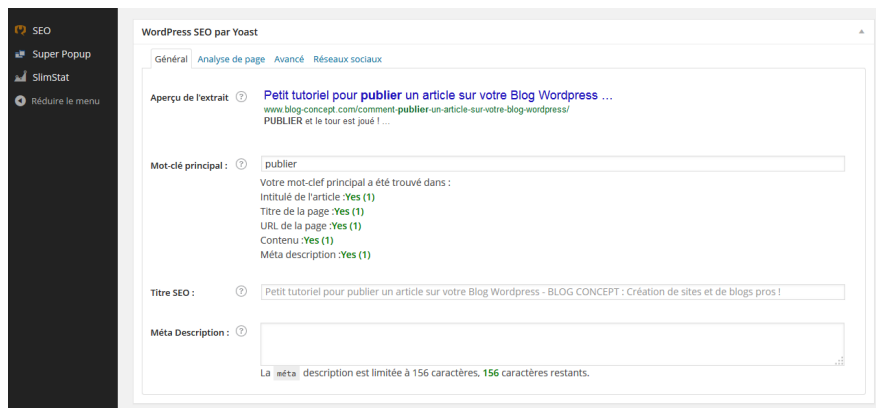 SEO
Super Popup
SlimStat
Réduire le menu
WordPress SEO par Yoast
Général Analyse de page Avancé Réseaux sociaux
Aperçu de l'extrait ?
Petit tutoriel pour publier un article sur votre Blog Wordpress ...
www.blog-concept.com/comment-publier-un-article-sur-votre-blog-wordpress/
PUBLIER et le tour est joué ! ...
Mot-clé principal : ? publier
Votre mot-clef principal a été trouvé dans :
Intitulé de l'article :Yes (1)
Titre de la page :Yes (1)
URL de la page :Yes (1)
Contenu :Yes (1)
Méta description :Yes (1)
Titre SEO : ? Petit tutoriel pour publier un article sur votre Blog Wordpress - BLOG CONCEPT : Création de sites et de blogs pros !
Méta Description : ?
La méta description est limitée à 156 caractères, 156 caractères restants.